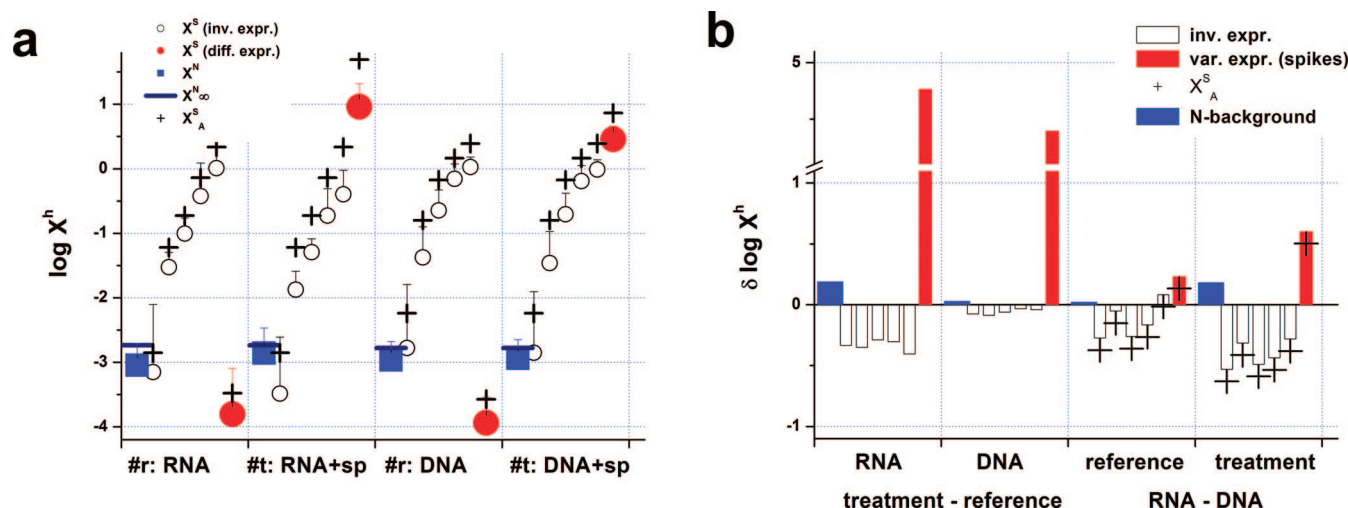 a
X^S (inv. expr.)
X^S (diff. expr.)
X^N
X^N∞
X^S_A
log X^h
1
0
-1
-2
-3
-4
#r: RNA #t: RNA+sp #r: DNA #t: DNA+sp
b
inv. expr.
var. expr. (spikes)
X^S_A
N-background
δ log X^h
5
1
0
-1
RNA DNA reference treatment
treatment - reference RNA - DNA